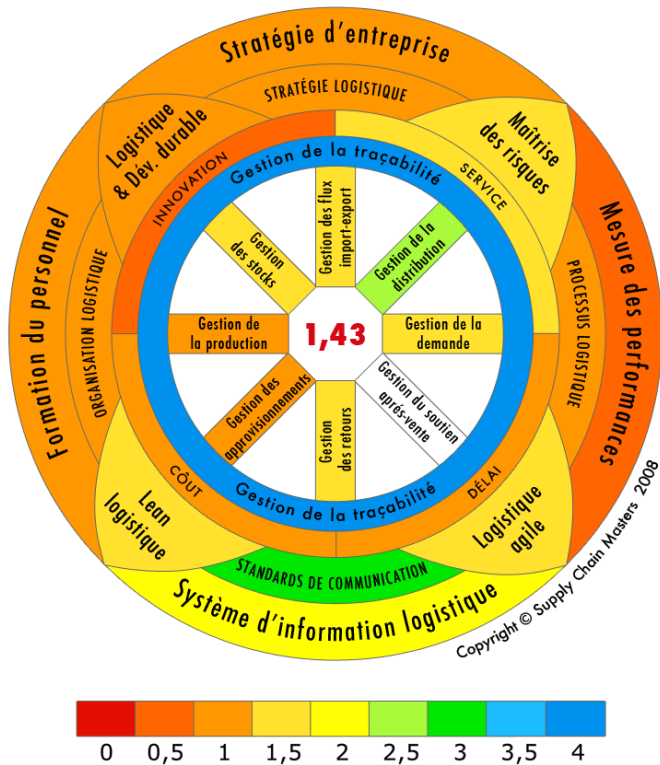 Stratégie d'entreprise
STRATÉGIE LOGISTIQUE
Logistique
& Dév. durable
Maîtrise
des risques
INNOVATION
SERVICE
Gestion de la traçabilité
Formation du personnel
ORGANISATION LOGISTIQUE
Gestion
des stocks
Gestion des flux
import-export
Gestion de la
distribution
Gestion de
la production
1,43
Gestion de la
demande
Gestion des
approvisionnements
Gestion
des retours
Gestion du soutien
aprés-vente
PROCESSUS LOGISTIQUE
Mesure des performances
Gestion de la traçabilité
CÔUT
DÉLAI
Lean
logistique
Logistique
agile
STANDARDS DE COMMUNICATION
Système d'information logistique
Copyright © Supply Chain Masters 2008
0 0,5 1 1,5 2 2,5 3 3,5 4